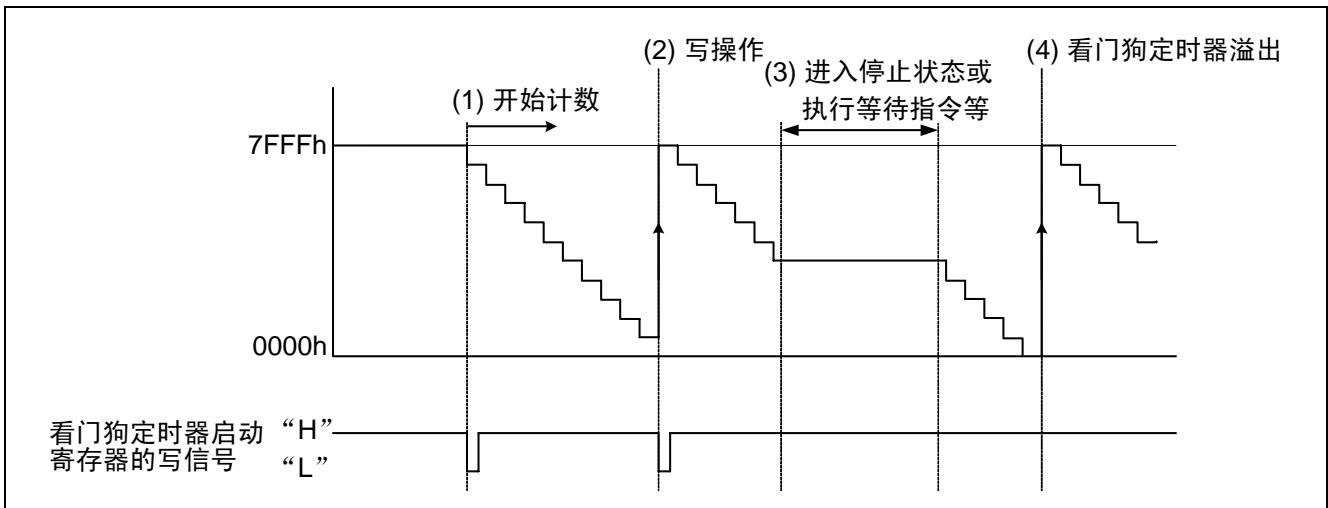 (2) 写操作
(4) 看门狗定时器溢出
(3) 进入停止状态或
执行等待指令等
(1) 开始计数
7FFFh
0000h
看门狗定时器启动 “H”
寄存器的写信号 “L”